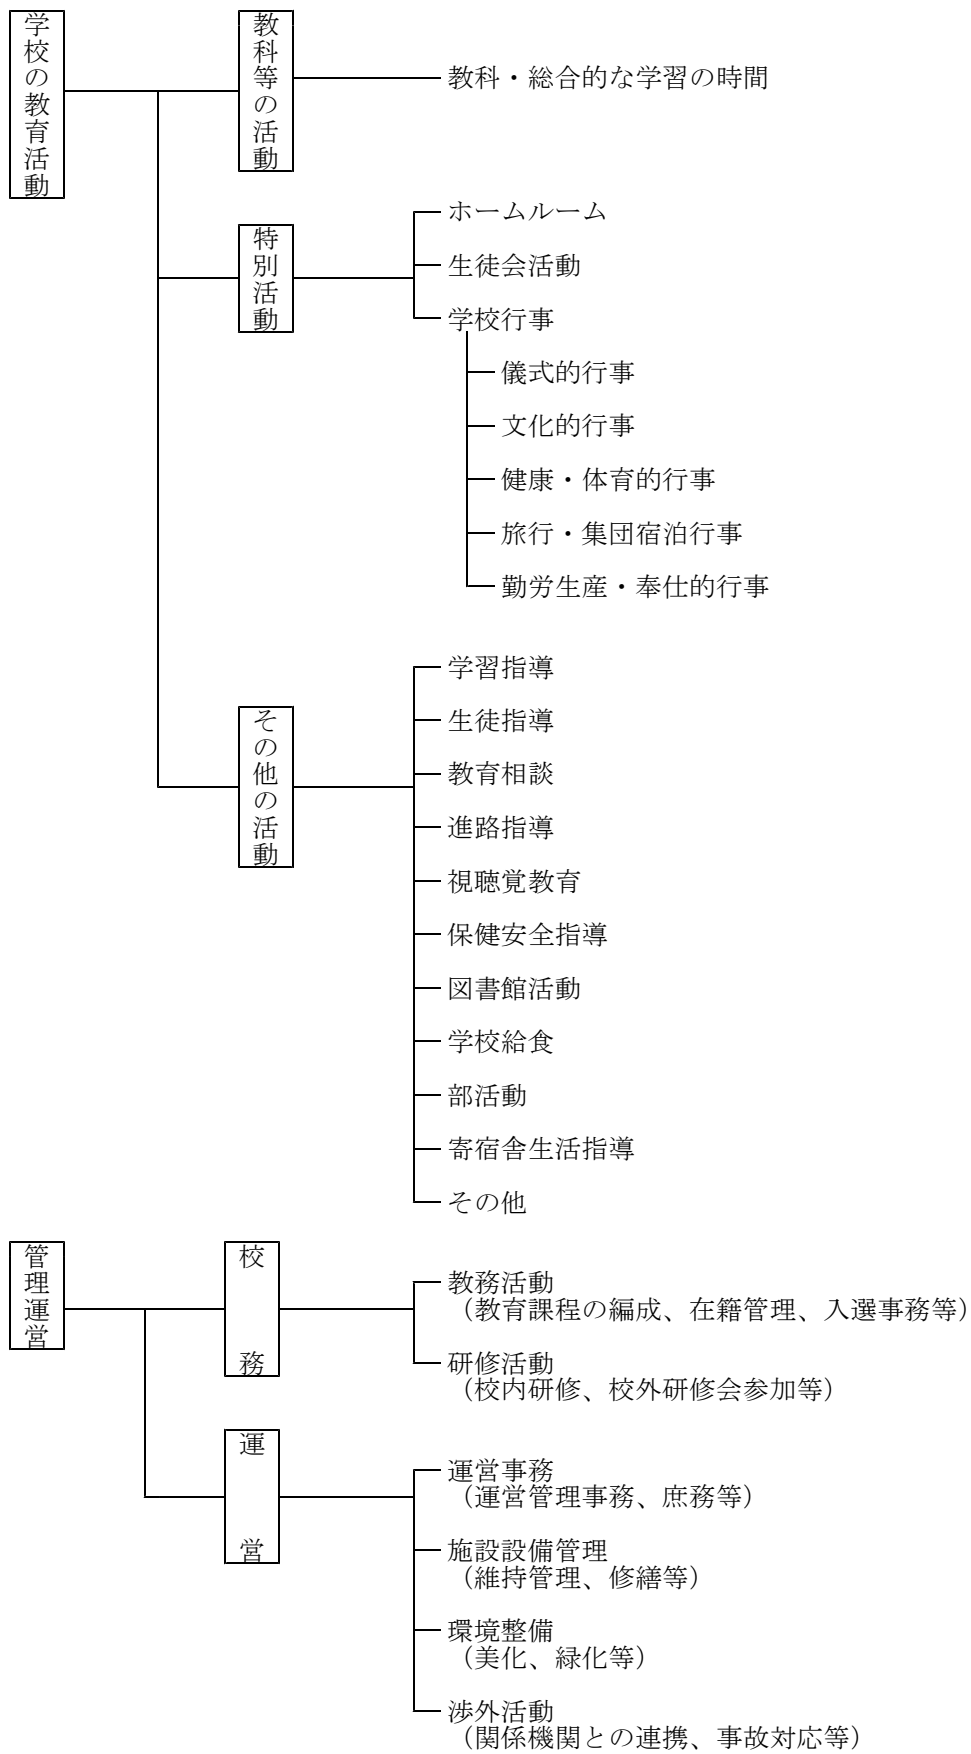 学校の教育活動
教科等の活動
教科・総合的な学習の時間
特別活動
ホームルーム
生徒会活動
学校行事
儀式的行事
文化的行事
健康・体育的行事
旅行・集団宿泊行事
勤労生産・奉仕的行事
その他の活動
学習指導
生徒指導
教育相談
進路指導
視聴覚教育
保健安全指導
図書館活動
学校給食
部活動
寄宿舎生活指導
その他
管理運営
校務
教務活動
（教育課程の編成、在籍管理、入選事務等）
研修活動
（校内研修、校外研修会参加等）
運営
運営事務
（運営管理事務、庶務等）
施設設備管理
（維持管理、修繕等）
環境整備
（美化、緑化等）
渉外活動
（関係機関との連携、事故対応等）